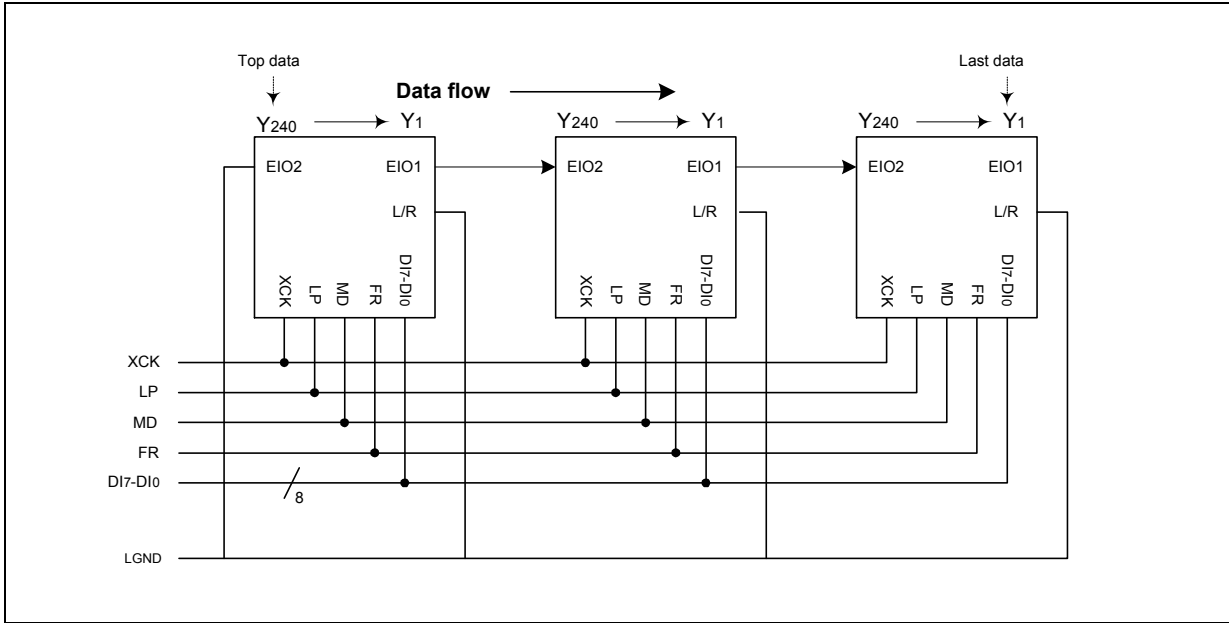 Top data
Last data
Data flow
Y240 Y1 Y240 Y1 Y240 Y1
EIO2 EIO1 EIO2 EIO1 EIO2 EIO1
L/R L/R L/R
XCK LP MD FR DI7-DI0 XCK LP MD FR DI7-DI0 XCK LP MD FR DI7-DI0
XCK
LP
MD
FR
DI7-DI0
8
LGND